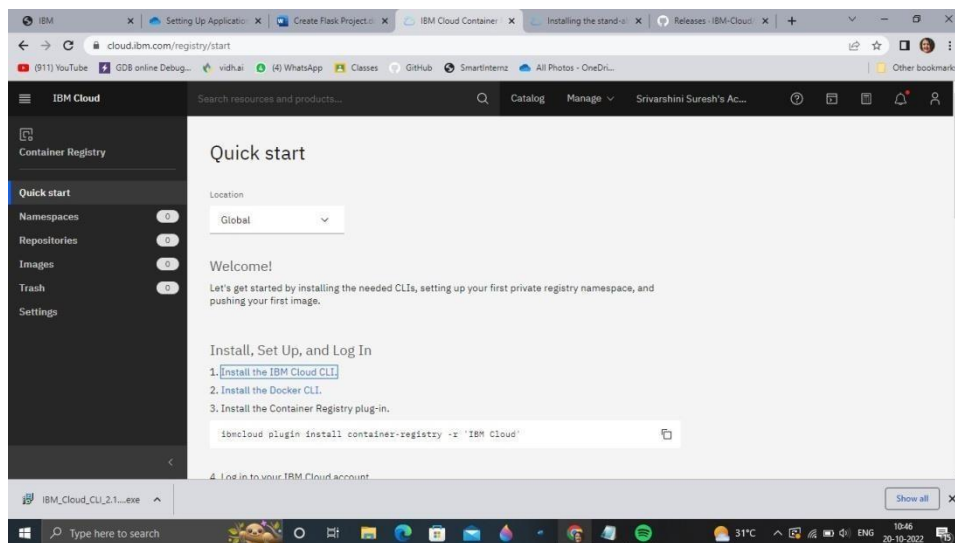 IBM
Setting Up Application
Create Flask Project.d
IBM Cloud Container
Installing the stand-al
Releases · IBM-Cloud/
cloud.ibm.com/registry/start
(911) YouTube
GDB online Debug...
vidh.ai
(4) WhatsApp
Classes
GitHub
Smartinternz
All Photos - OneDri...
Other bookmarks
IBM Cloud
Search resources and products...
Catalog
Manage
Srivarshini Suresh's Ac...
Container Registry
Quick start
Namespaces 0
Repositories 0
Images 0
Trash 0
Settings
Quick start
Location
Global
Welcome!
Let's get started by installing the needed CLIs, setting up your first private registry namespace, and
pushing your first image.
Install, Set Up, and Log In
1. Install the IBM Cloud CLI.
2. Install the Docker CLI.
3. Install the Container Registry plug-in.
ibmcloud plugin install container-registry -r 'IBM Cloud'
4. Log in to your IBM Cloud account
IBM_Cloud_CLI_2.1....exe
Show all
Type here to search
31°C
ENG
10:46
20-10-2022
15